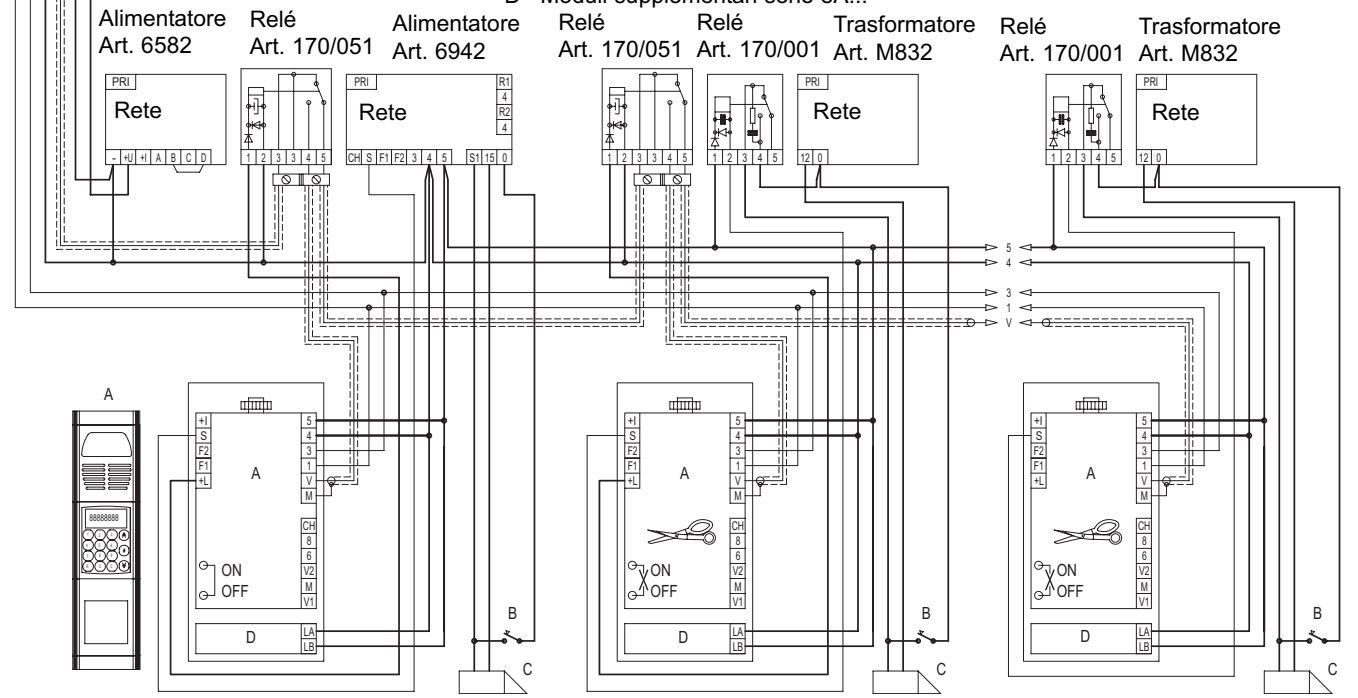 D - Moduli supplementari serie 3A...
Alimentatore
Art. 6582
Relé
Art. 170/051
Alimentatore
Art. 6942
Relé
Art. 170/051
Relé
Art. 170/001
Trasformatore
Art. M832
Relé
Art. 170/001
Trasformatore
Art. M832
PRI
Rete
- +U +I A B C D
1 2 3 3 4 5
PRI
Rete
R1
4
R2
4
CH S F1 F2 3 4 5 S1 15 0
1 2 3 3 4 5
1 2 3 4 5
PRI
Rete
12 0
1 2 3 4 5
PRI
Rete
12 0
5
4
3
1
V
A
88888888
+I
S
F2
F1
+L
A
5
4
3
1
V
M
CH
8
6
V2
M
V1
ON
OFF
D
LA
LB
B
C
+I
S
F2
F1
+L
A
5
4
3
1
V
M
CH
8
6
V2
M
V1
ON
OFF
D
LA
LB
B
C
+I
S
F2
F1
+L
A
5
4
3
1
V
M
CH
8
6
V2
M
V1
ON
OFF
D
LA
LB
B
C